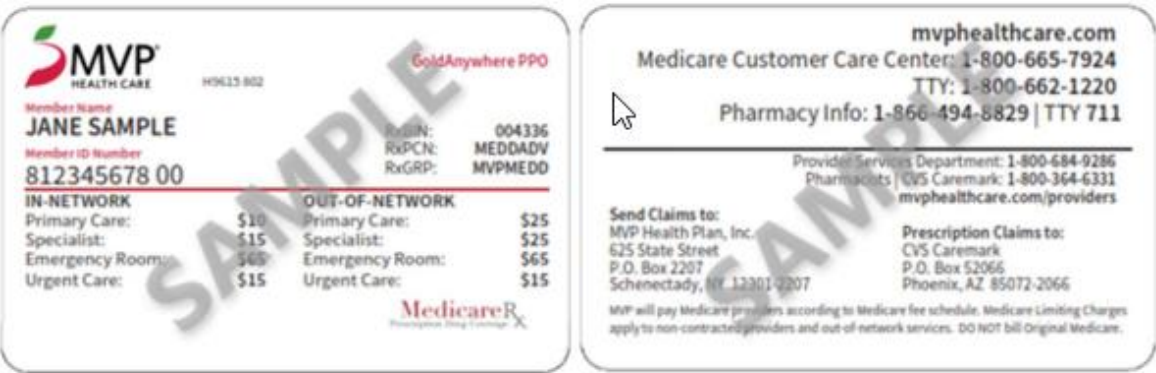 MVP
HEALTH CARE
H9615 802
GoldAnywhere PPO
Member Name
JANE SAMPLE
Member ID Number
812345678 00
RxBIN: 004336
RxPCN: MEDDADV
RxGRP: MVPMEDD
IN-NETWORK
Primary Care: $10
Specialist: $15
Emergency Room: $65
Urgent Care: $15
OUT-OF-NETWORK
Primary Care: $25
Specialist: $25
Emergency Room: $65
Urgent Care: $15
MedicareRx
Prescription Drug Coverage
SAMPLE
mvphealthcare.com
Medicare Customer Care Center: 1-800-665-7924
TTY: 1-800-662-1220
Pharmacy Info: 1-866-494-8829 | TTY 711
Provider Services Department: 1-800-684-9286
Pharmacists | CVS Caremark: 1-800-364-6331
mvphealthcare.com/providers
Send Claims to:
MVP Health Plan, Inc.
625 State Street
P.O. Box 2207
Schenectady, NY 12301-2207
Prescription Claims to:
CVS Caremark
P.O. Box 52066
Phoenix, AZ 85072-2066
MVP will pay Medicare providers according to Medicare fee schedule. Medicare Limiting Charges
apply to non-contracted providers and out-of-network services. DO NOT bill Original Medicare.
SAMPLE